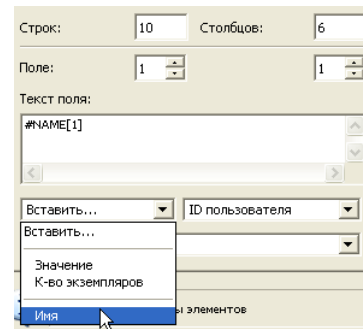 Строк: 10 Столбцов: 6
Поле: 1 1
Текст поля:
#NAME[1]
Вставить... ID пользователя
Вставить...
Значение
К-во экземпляров
Имя
элементов